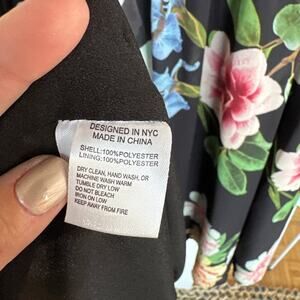 DESIGNED IN NYC
MADE IN CHINA
SHELL:100%POLYESTER
LINING:100%POLYESTER
DRY CLEAN, HAND WASH, OR
MACHINE WASH WARM
TUMBLE DRY LOW
DO NOT BLEACH
IRON ON LOW
KEEP AWAY FROM FIRE